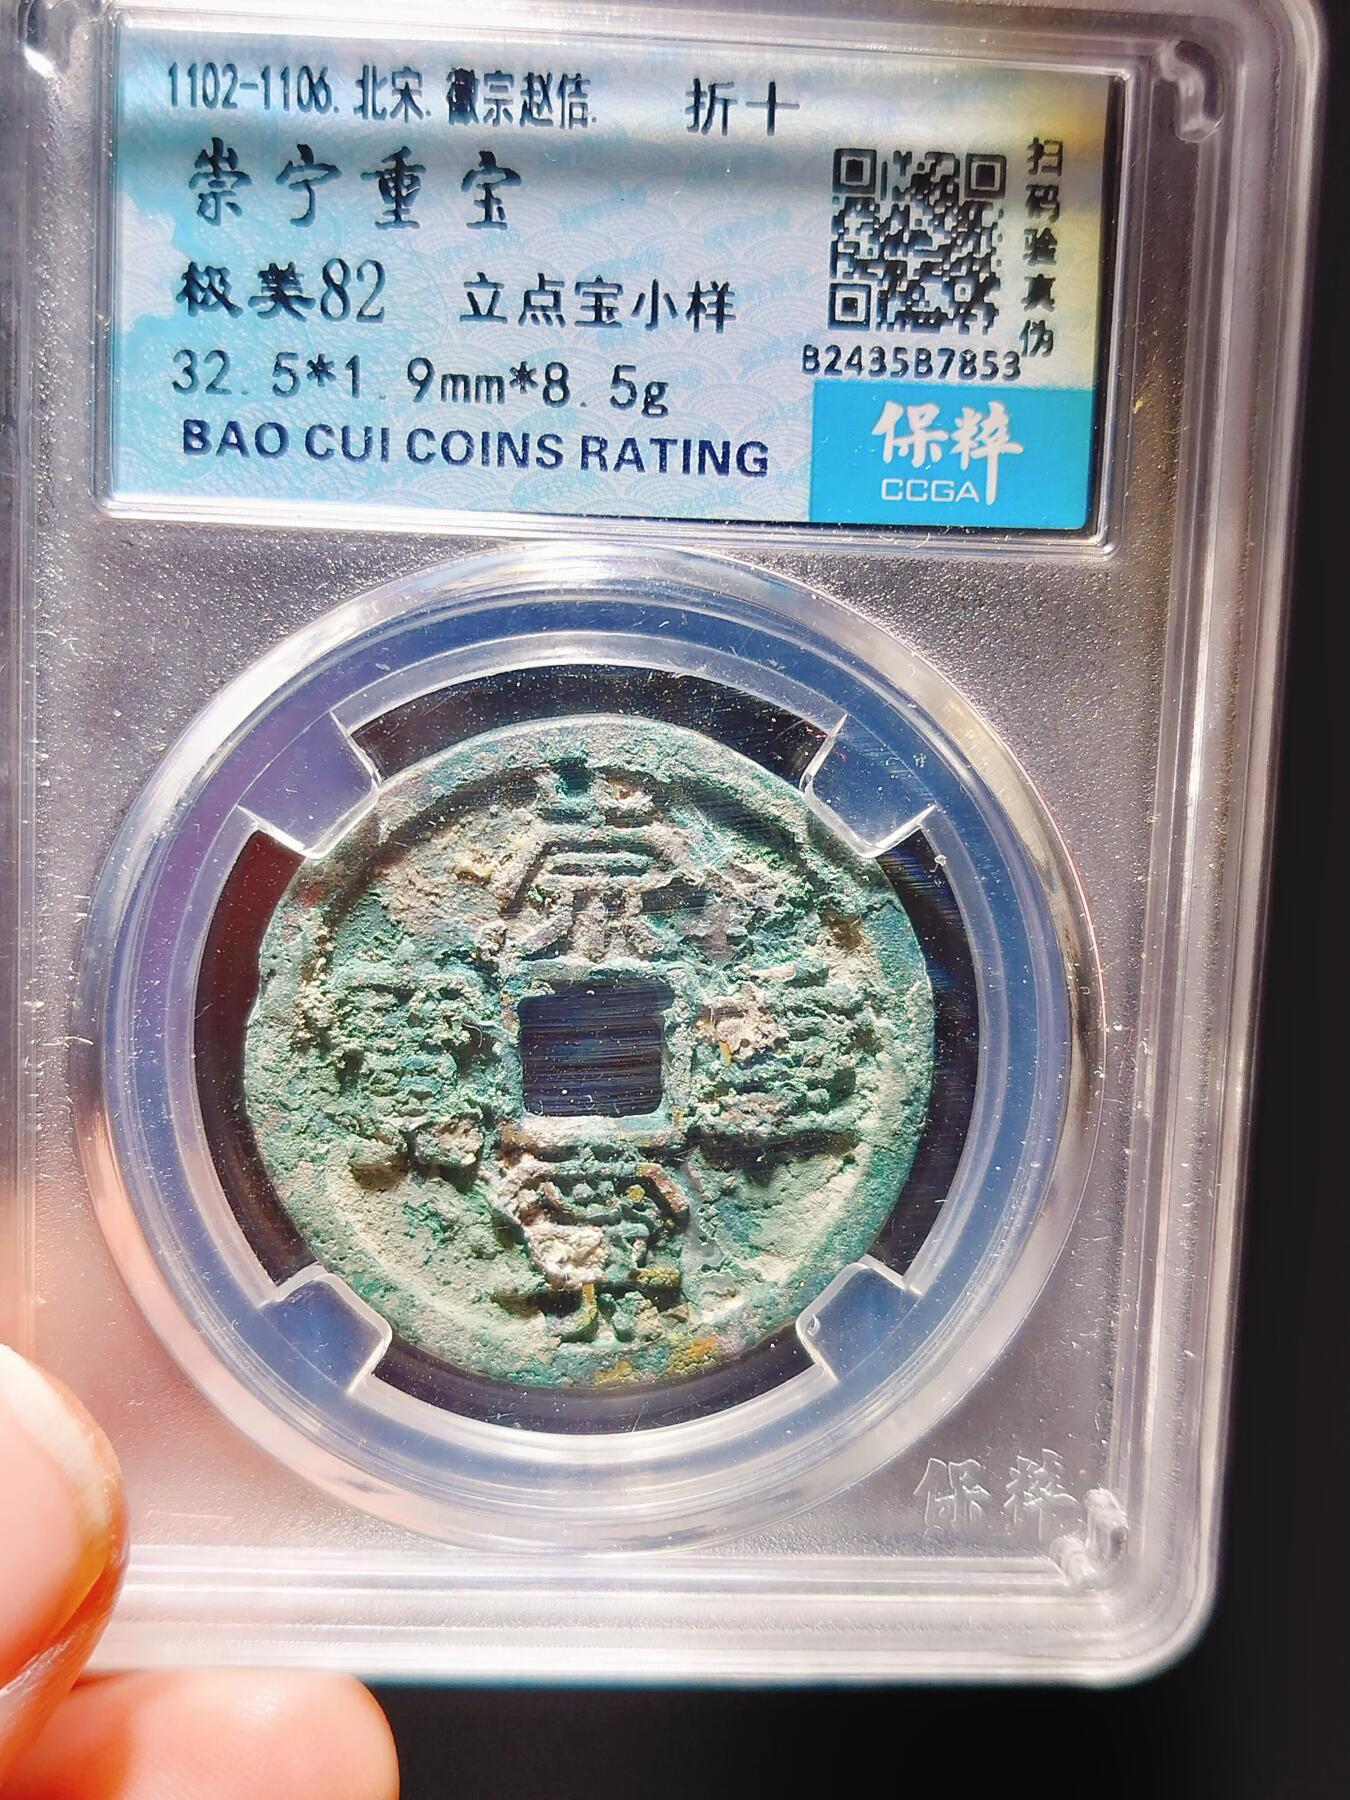 1102-1106. 北宋. 徽宗赵佶. 折十
崇宁重宝
极美82 立点宝小样
32.5*1.9mm*8.5g
BAO CUI COINS RATING
扫码验真伪
B2435B7853
保粹
CCGA
崇
寶 重
寧
保粹